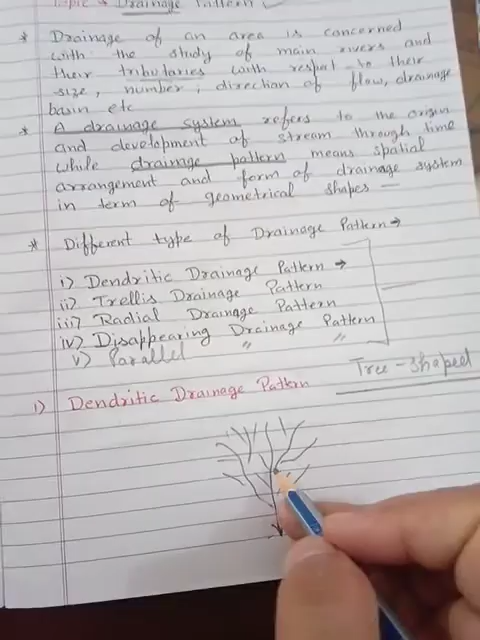 Topic → Drainage Pattern
* Drainage of an area is concerned
with the study of main rivers and
their tributaries with respect to their
size, number, direction of flow, drainage
basin etc
* A drainage system refers to the origin
and development of stream through time
while drainage pattern means spatial
arrangement and form of drainage system
in term of geometrical shapes —
* Different type of Drainage Pattern →
i) Dendritic Drainage Pattern →
ii) Trellis Drainage Pattern
iii) Radial Drainage Pattern
iv) Disappearing Drainage Pattern
v) Parallel " "
Tree-shaped
i) Dendritic Drainage Pattern